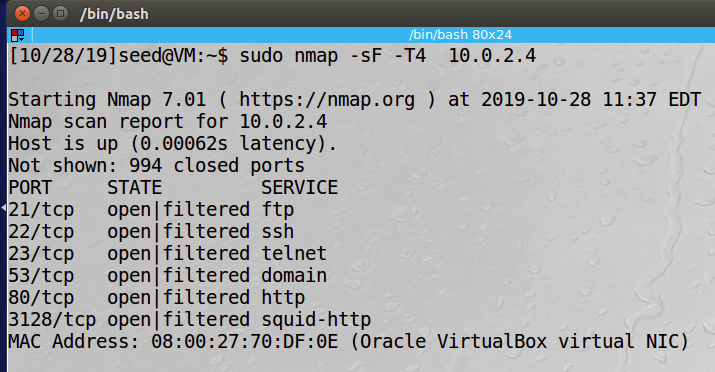 /bin/bash
/bin/bash 80x24
[10/28/19]seed@VM:~$ sudo nmap -sF -T4  10.0.2.4
Starting Nmap 7.01 ( https://nmap.org ) at 2019-10-28 11:37 EDT
Nmap scan report for 10.0.2.4
Host is up (0.00062s latency).
Not shown: 994 closed ports
PORT     STATE         SERVICE
21/tcp   open|filtered ftp
22/tcp   open|filtered ssh
23/tcp   open|filtered telnet
53/tcp   open|filtered domain
80/tcp   open|filtered http
3128/tcp open|filtered squid-http
MAC Address: 08:00:27:70:DF:0E (Oracle VirtualBox virtual NIC)